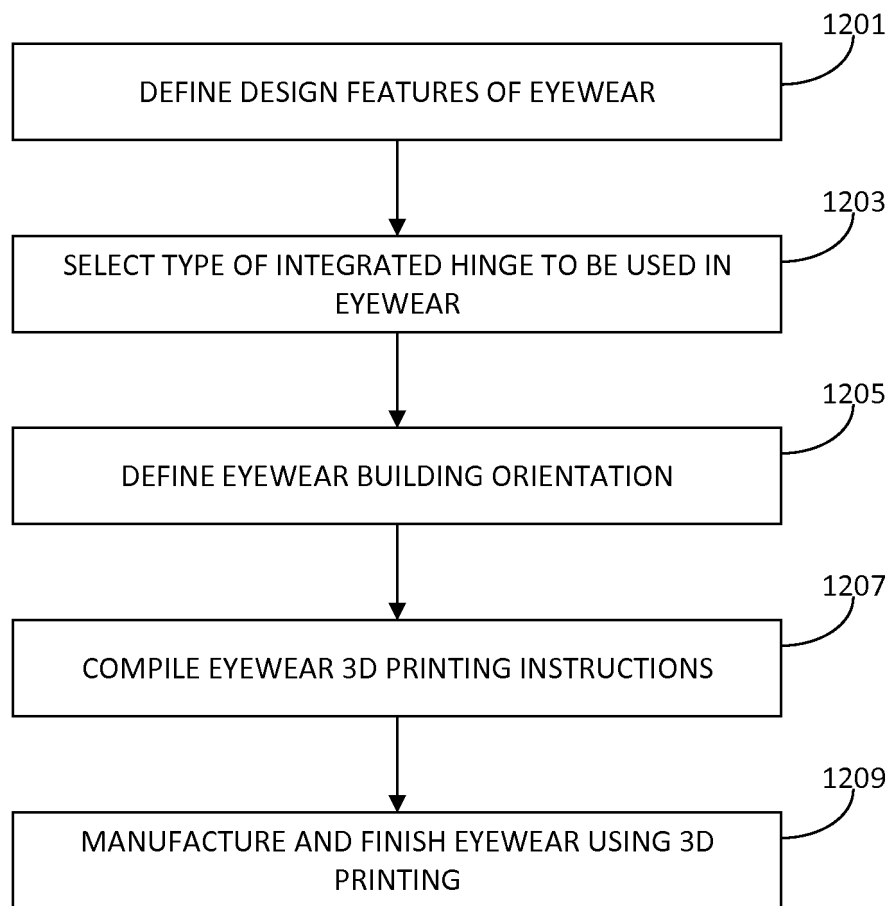 1201
DEFINE DESIGN FEATURES OF EYEWEAR
1203
SELECT TYPE OF INTEGRATED HINGE TO BE USED IN
EYEWEAR
1205
DEFINE EYEWEAR BUILDING ORIENTATION
1207
COMPILE EYEWEAR 3D PRINTING INSTRUCTIONS
1209
MANUFACTURE AND FINISH EYEWEAR USING 3D
PRINTING